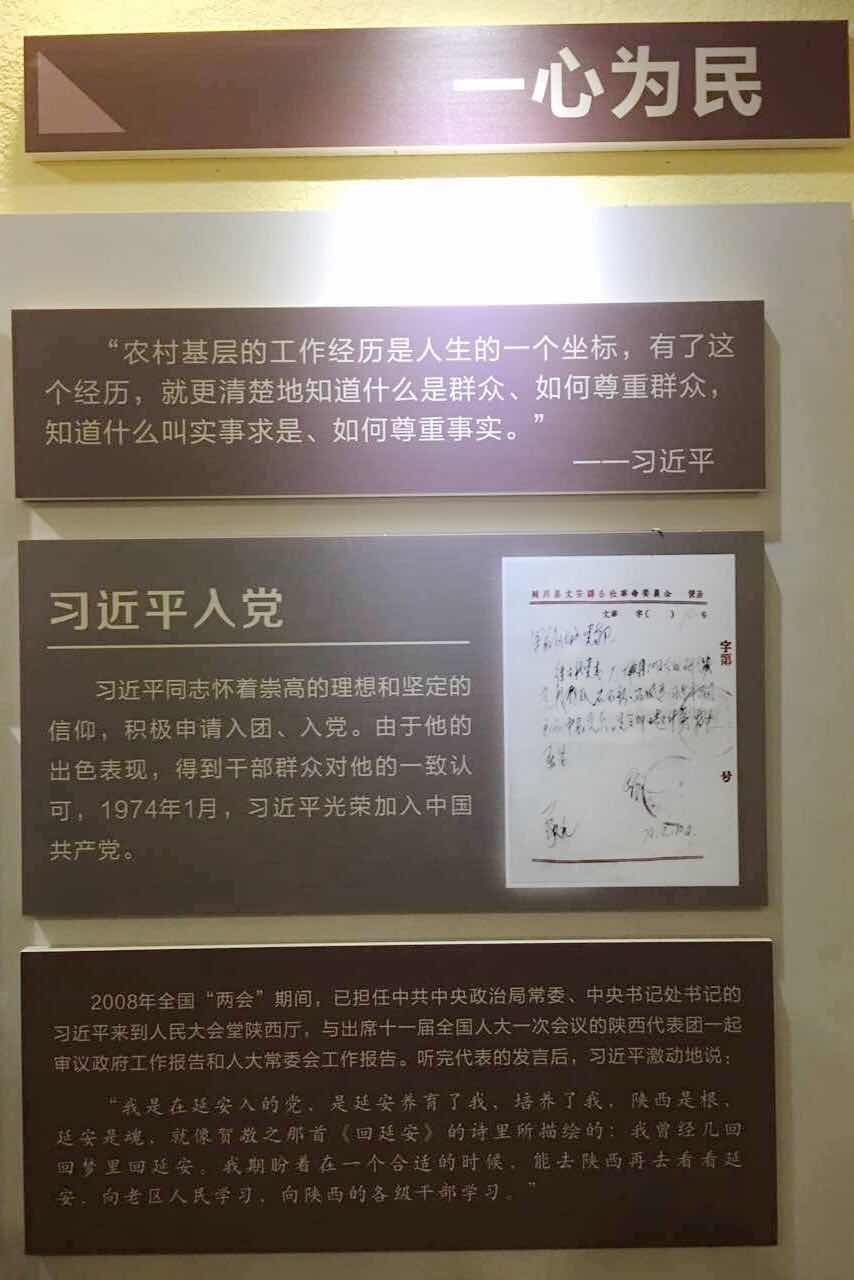 一心为民
“农村基层的工作经历是人生的一个坐标，有了这
个经历，就更清楚地知道什么是群众、如何尊重群众，
知道什么叫实事求是、如何尊重事实。”
——习近平
习近平入党
习近平同志怀着崇高的理想和坚定的
信仰，积极申请入团、入党。由于他的
出色表现，得到干部群众对他的一致认
可，1974年1月，习近平光荣加入中国
共产党。
公社革命委员会
字第
号
2008年全国“两会”期间，已担任中共中央政治局常委、中央书记处书记的
习近平来到人民大会堂陕西厅，与出席十一届全国人大一次会议的陕西代表团一起
审议政府工作报告和人大常委会工作报告。听完代表的发言后，习近平激动地说：
“我是在延安入的党，是延安养育了我、培养了我，陕西是根、
延安是魂，就像贺敬之那首《回延安》的诗里所描绘的：我曾经几回
回梦里回延安。我期盼着在一个合适的时候，能去陕西再去看看延
安，向老区人民学习，向陕西的各级干部学习。”